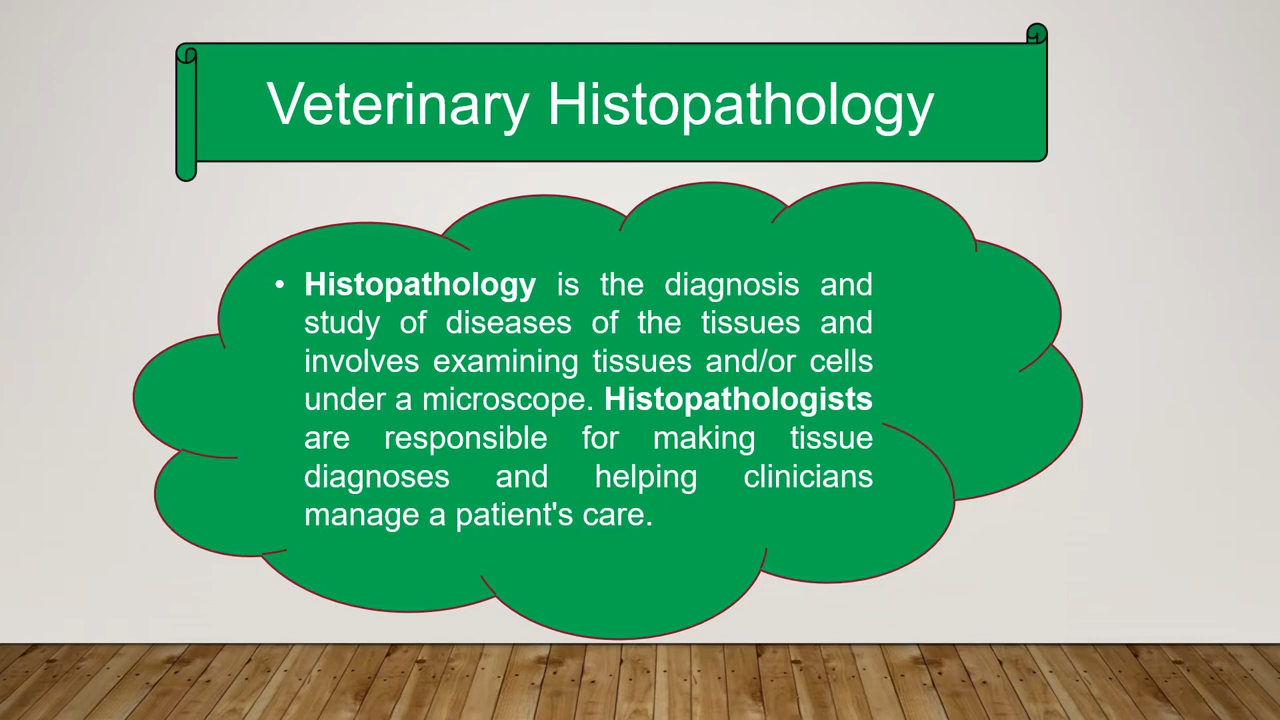 Veterinary Histopathology
• Histopathology is the diagnosis and
study of diseases of the tissues and
involves examining tissues and/or cells
under a microscope. Histopathologists
are responsible for making tissue
diagnoses and helping clinicians
manage a patient's care.